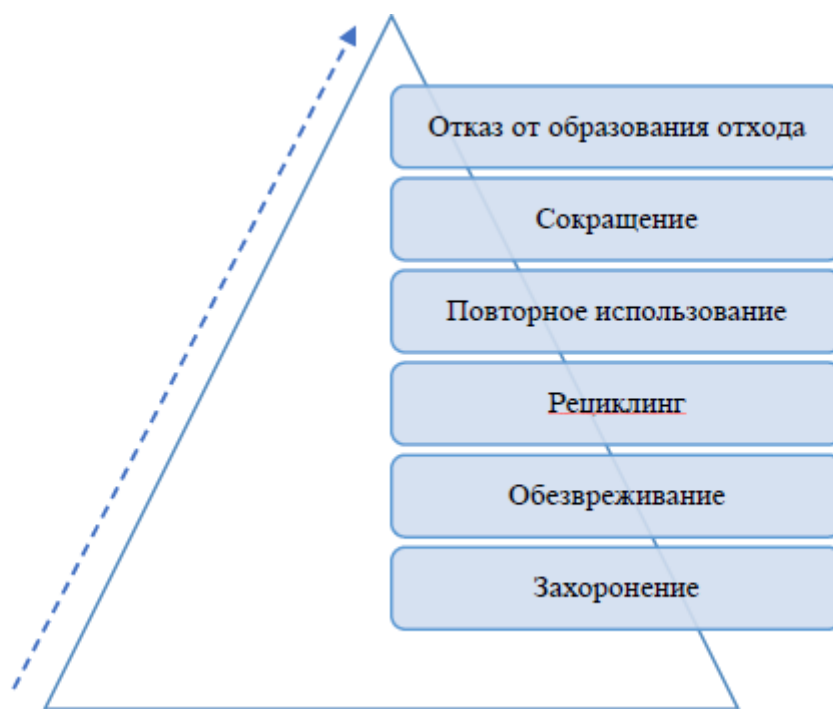 Отказ от образования отхода
Сокращение
Повторное использование
Рециклинг
Обезвреживание
Захоронение